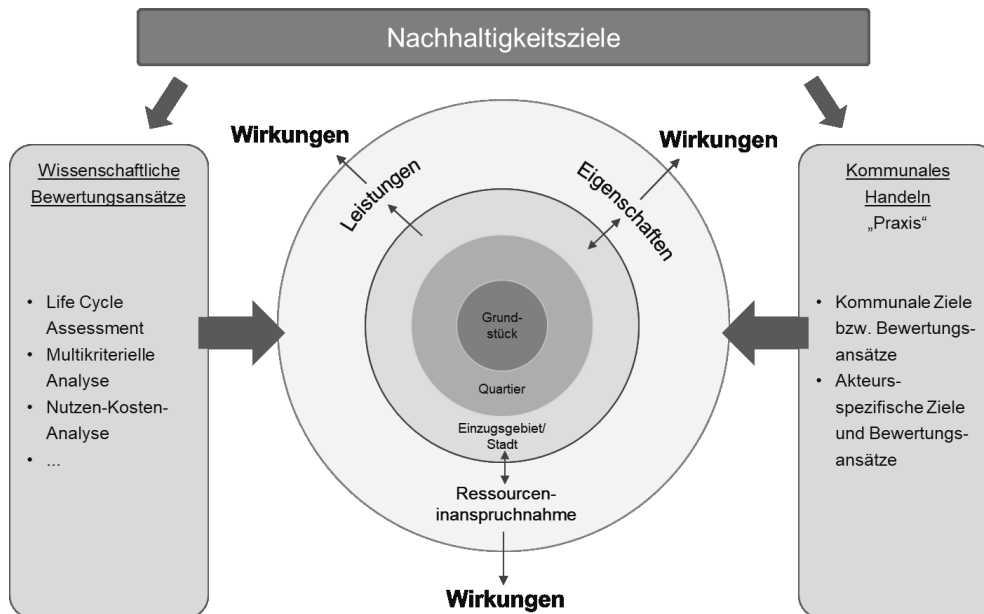 Nachhaltigkeitsziele
Wissenschaftliche
Bewertungsansätze
• Life Cycle
Assessment
• Multikriterielle
Analyse
• Nutzen-Kosten-
Analyse
• ...
Wirkungen
Leistungen
Wirkungen
Eigenschaften
Grund-
stück
Quartier
Einzugsgebiet/
Stadt
Ressourcen-
inanspruchnahme
Wirkungen
Kommunales
Handeln
„Praxis“
• Kommunale Ziele
bzw. Bewertungs-
ansätze
• Akteurs-
spezifische Ziele
und Bewertungs-
ansätze